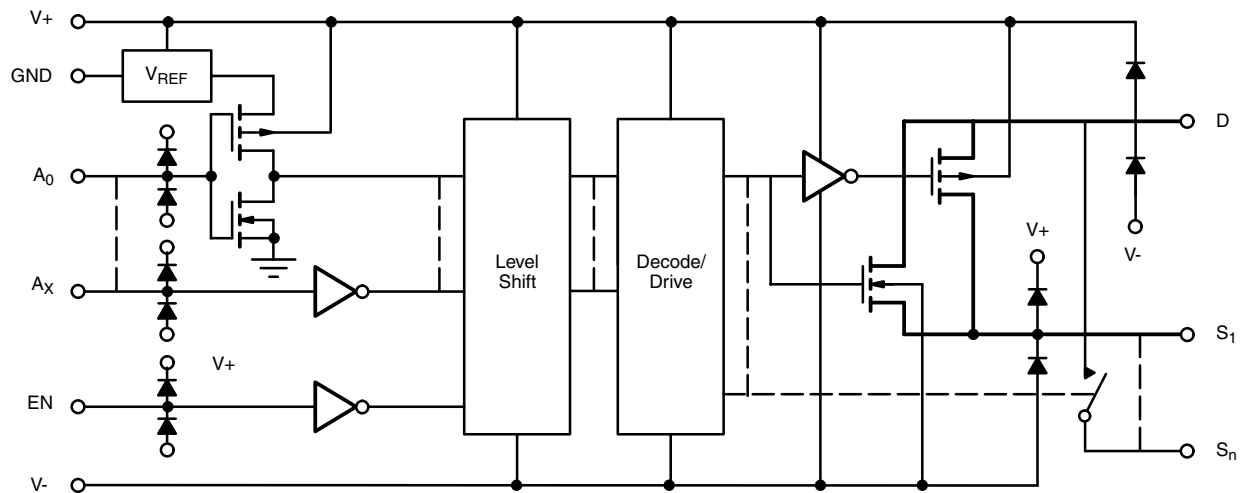 V+
GND
VREF
D
A0
V+
Level
Shift
Decode/
Drive
V-
AX
S1
V+
EN
Sn
V-